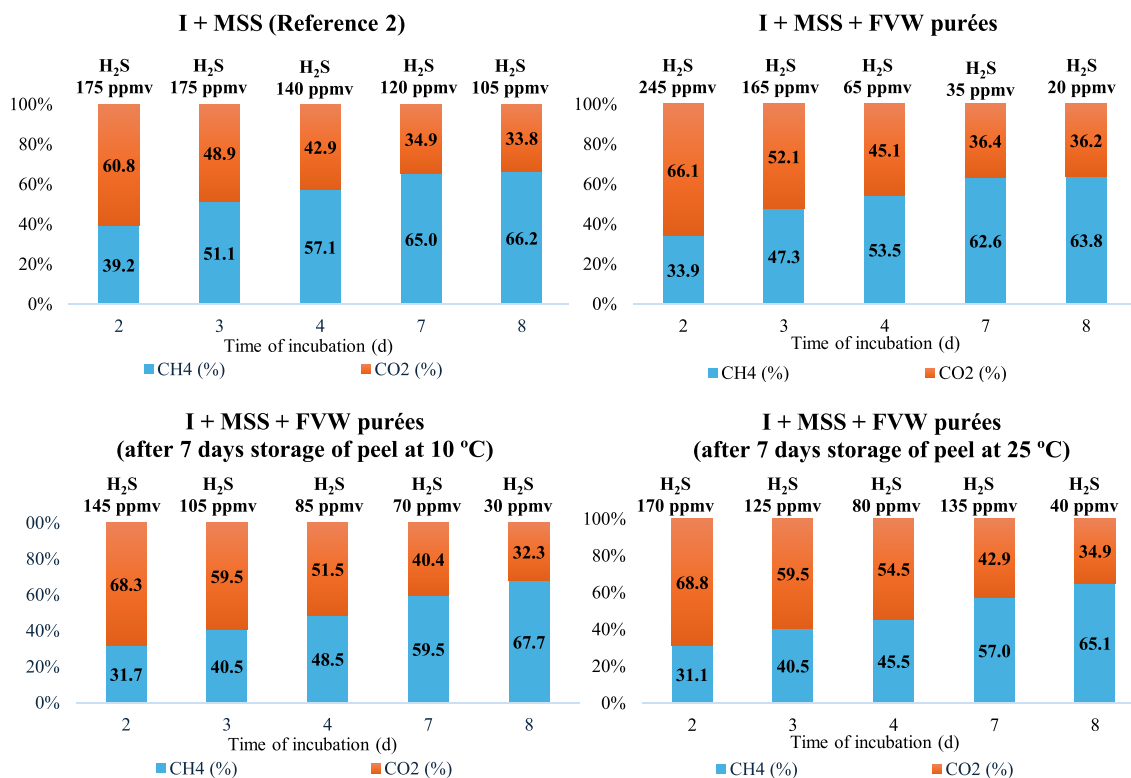 I + MSS (Reference 2)
H₂S H₂S H₂S H₂S H₂S
175 ppmv 175 ppmv 140 ppmv 120 ppmv 105 ppmv
100%
80%
60%
40%
20%
0%
60.8 48.9 42.9 34.9 33.8
39.2 51.1 57.1 65.0 66.2
2 3 4 7 8
Time of incubation (d)
CH4 (%) CO2 (%)
I + MSS + FVW purées
H₂S H₂S H₂S H₂S H₂S
245 ppmv 165 ppmv 65 ppmv 35 ppmv 20 ppmv
100%
80%
60%
40%
20%
0%
66.1 52.1 45.1 36.4 36.2
33.9 47.3 53.5 62.6 63.8
2 3 4 7 8
Time of incubation (d)
CH4 (%) CO2 (%)
I + MSS + FVW purées
(after 7 days storage of peel at 10 ºC)
H₂S H₂S H₂S H₂S H₂S
145 ppmv 105 ppmv 85 ppmv 70 ppmv 30 ppmv
00%
80%
60%
40%
20%
0%
68.3 59.5 51.5 40.4 32.3
31.7 40.5 48.5 59.5 67.7
2 3 4 7 8
Time of incubation (d)
CH4 (%) CO2 (%)
I + MSS + FVW purées
(after 7 days storage of peel at 25 ºC)
H₂S H₂S H₂S H₂S H₂S
170 ppmv 125 ppmv 80 ppmv 135 ppmv 40 ppmv
100%
80%
60%
40%
20%
0%
68.8 59.5 54.5 42.9 34.9
31.1 40.5 45.5 57.0 65.1
2 3 4 7 8
Time of incubation (d)
CH4 (%) CO2 (%)